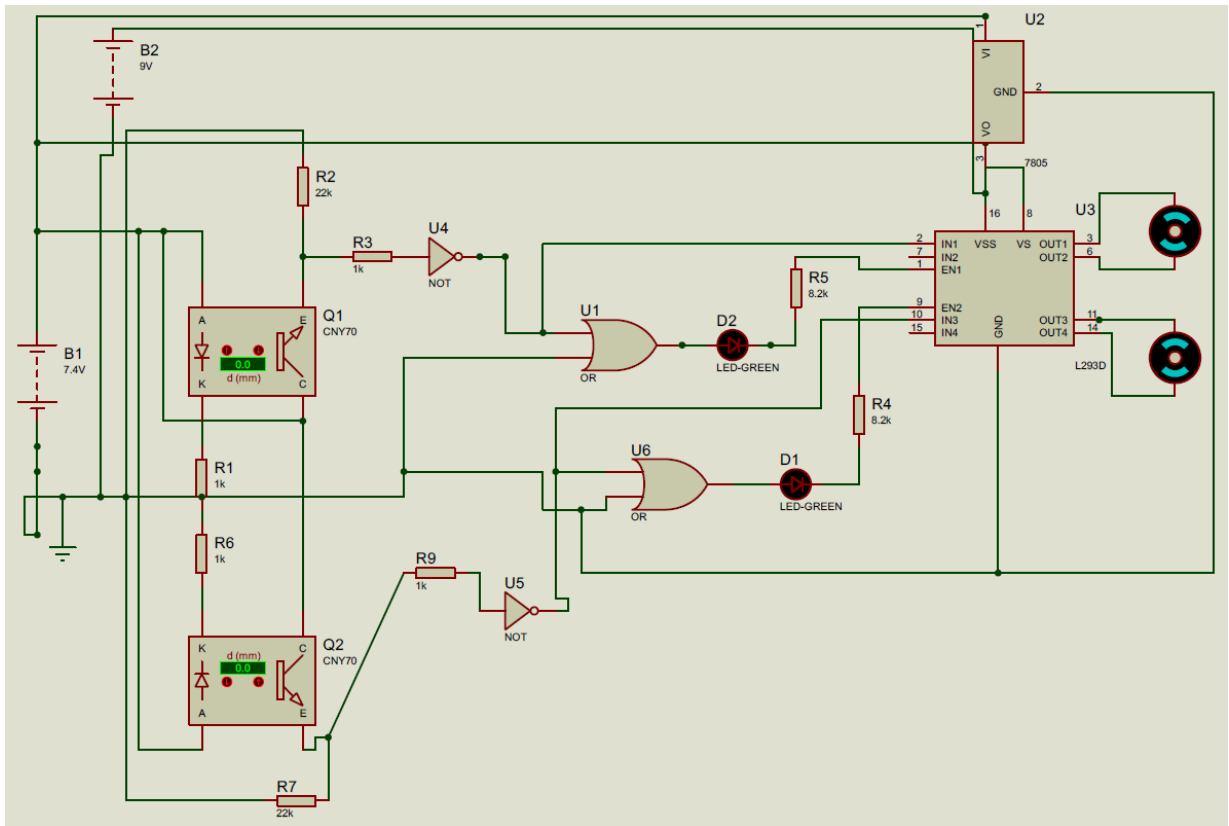 U2
1
VI
B2
9V
GND
2
VO
3
7805
R2
22k
16
8
U3
U4
R3
1k
NOT
VSS
VS
2
IN1
OUT1
3
7
IN2
OUT2
6
1
EN1
R5
8.2k
9
EN2
10
IN3
OUT3
11
15
IN4
OUT4
14
GND
L293D
Q1
CNY70
A
E
0.0
d (mm)
K
C
U1
OR
D2
LED-GREEN
B1
7.4V
R4
8.2k
R1
1k
U6
OR
D1
LED-GREEN
R6
1k
R9
1k
U5
NOT
Q2
CNY70
K
C
d (mm)
0.0
A
E
R7
22k